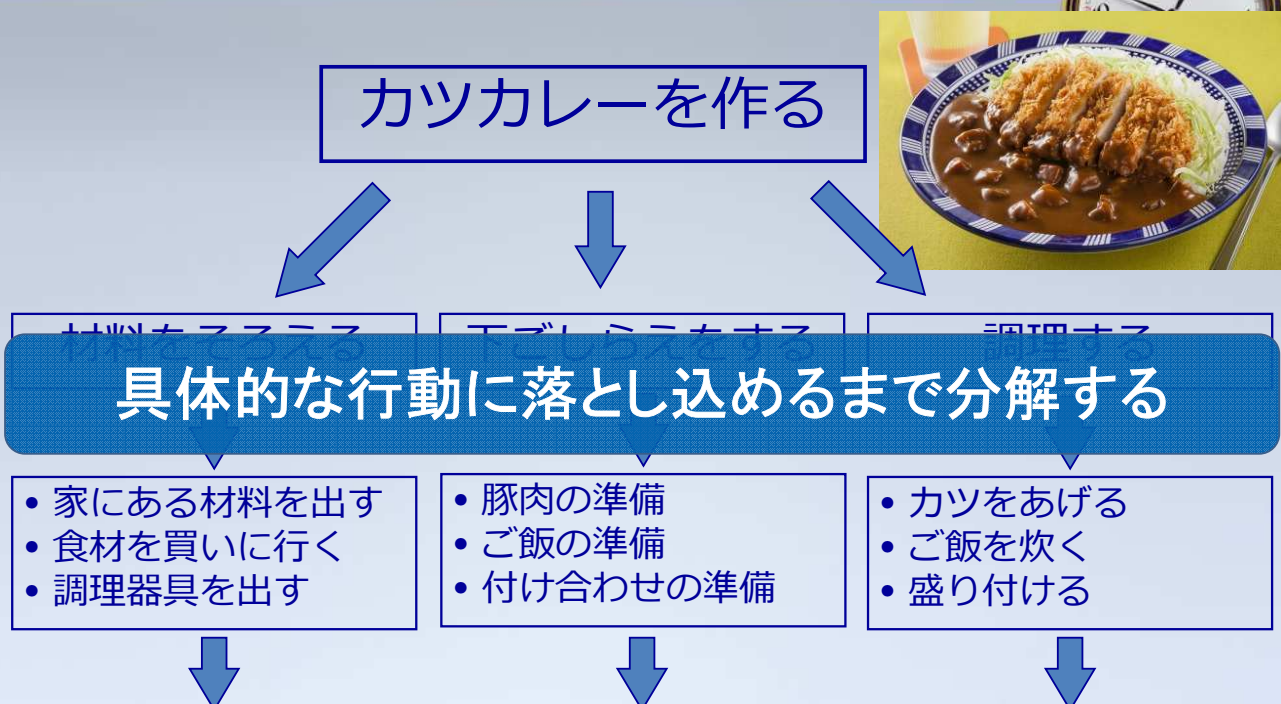 カツカレーを作る
材料をそろえる
下ごしらえをする
調理する
具体的な行動に落とし込めるまで分解する
• 家にある材料を出す
• 食材を買いに行く
• 調理器具を出す
• 豚肉の準備
• ご飯の準備
• 付け合わせの準備
• カツをあげる
• ご飯を炊く
• 盛り付ける